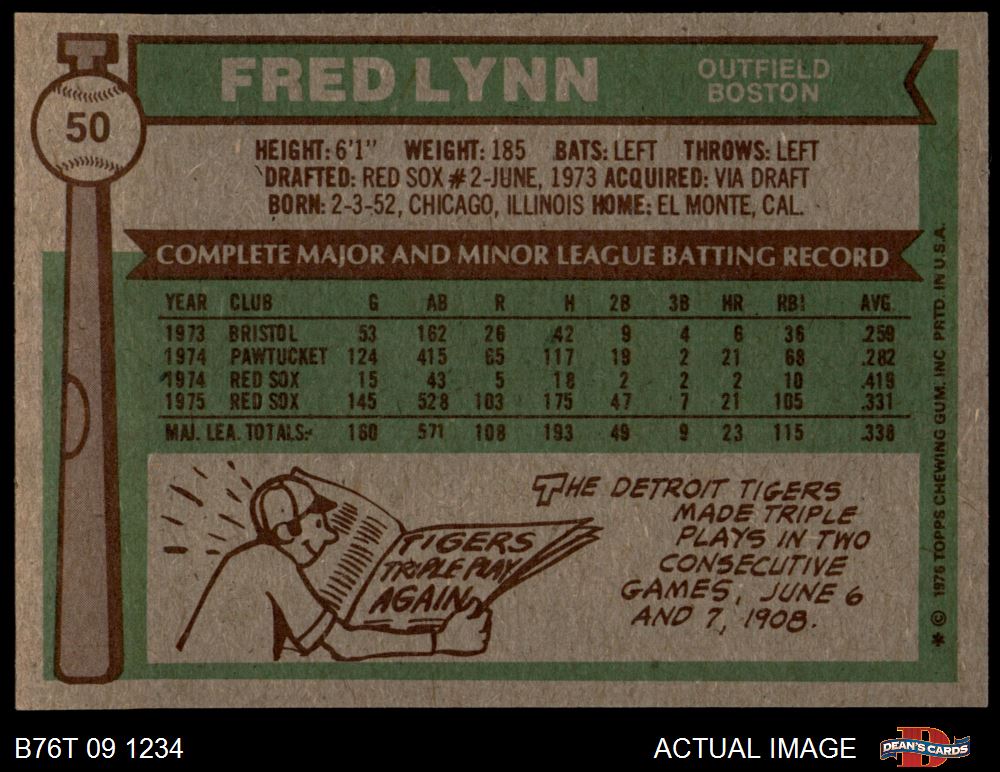 T
50
FRED LYNN
OUTFIELD
BOSTON
HEIGHT: 6'1" WEIGHT: 185 BATS: LEFT THROWS: LEFT
DRAFTED: RED SOX #2-JUNE, 1973 ACQUIRED: VIA DRAFT
BORN: 2-3-52, CHICAGO, ILLINOIS HOME: EL MONTE, CAL.
COMPLETE MAJOR AND MINOR LEAGUE BATTING RECORD
YEAR CLUB G AB R H 2B 3B HR RBI AVG.
1973 BRISTOL 53 162 26 42 9 4 6 36 .259
1974 PAWTUCKET 124 415 65 117 19 2 21 68 .282
1974 RED SOX 15 43 5 18 2 2 2 10 .419
1975 RED SOX 145 528 103 175 47 7 21 105 .331
MAJ. LEA. TOTALS: 160 571 108 193 49 9 23 115 .338
TIGERS
TRIPLE PLAY
AGAIN
THE DETROIT TIGERS
MADE TRIPLE
PLAYS IN TWO
CONSECUTIVE
GAMES, JUNE 6
AND 7, 1908.
* © 1976 TOPPS CHEWING GUM, INC PRTD. IN U.S.A.
B76T 09 1234
ACTUAL IMAGE
D
DEAN'S CARDS